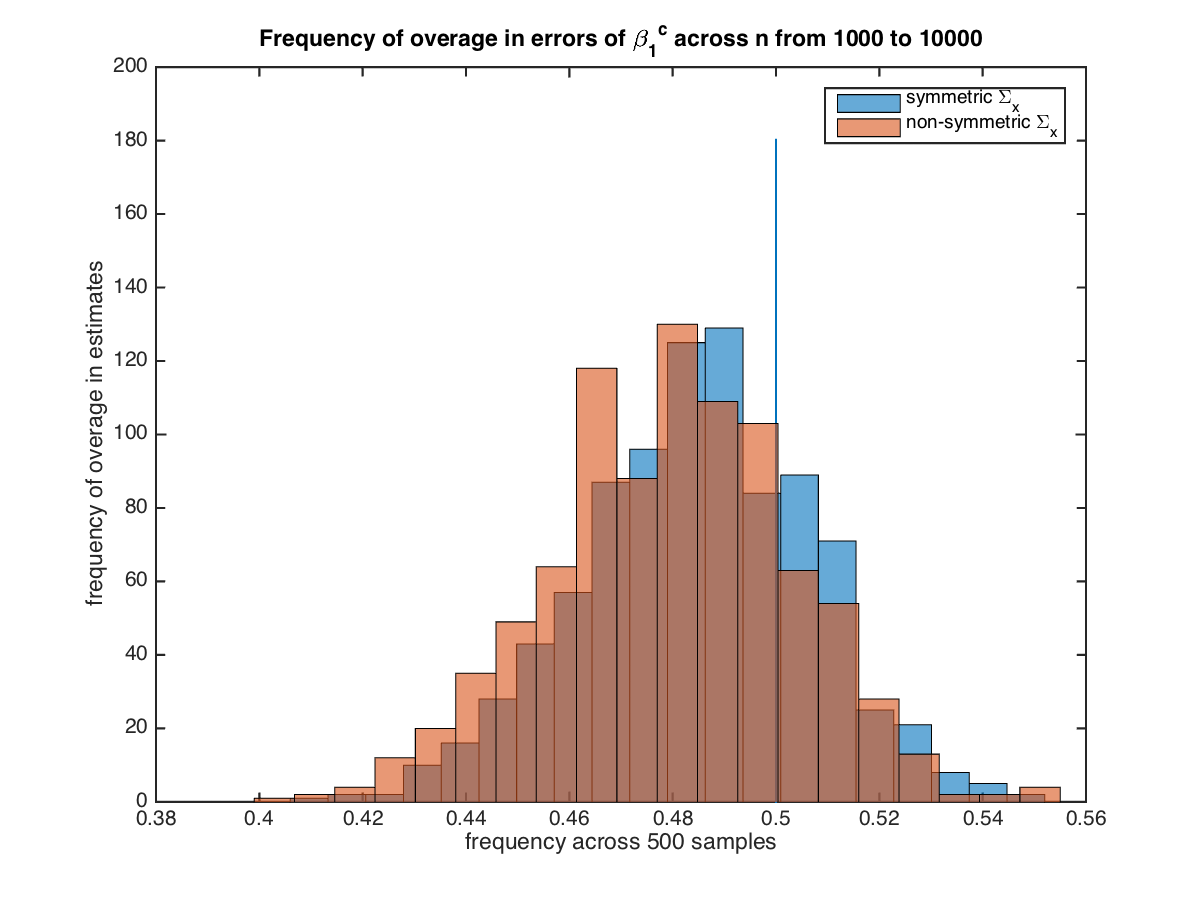 Frequency of overage in errors of β₁ᶜ across n from 1000 to 10000
symmetric Σₓ
non-symmetric Σₓ
frequency of overage in estimates
200
180
160
140
120
100
80
60
40
20
0
0.38 0.4 0.42 0.44 0.46 0.48 0.5 0.52 0.54 0.56
frequency across 500 samples